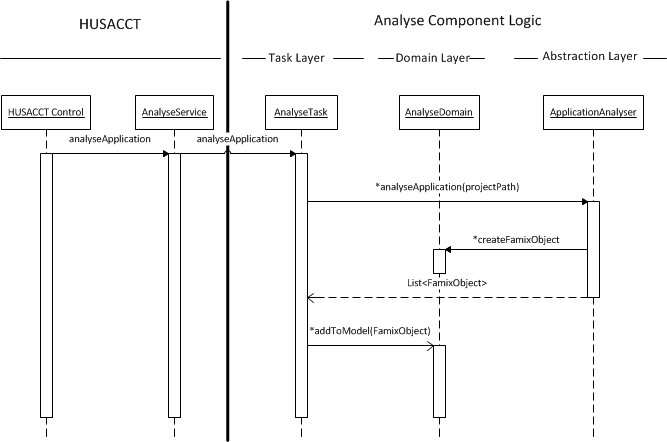 HUSACCT
Analyse Component Logic
Task Layer
Domain Layer
Abstraction Layer
HUSACCT Control
AnalyseService
AnalyseTask
AnalyseDomain
ApplicationAnalyser
analyseApplication
analyseApplication
*analyseApplication(projectPath)
*createFamixObject
List<FamixObject>
*addToModel(FamixObject)